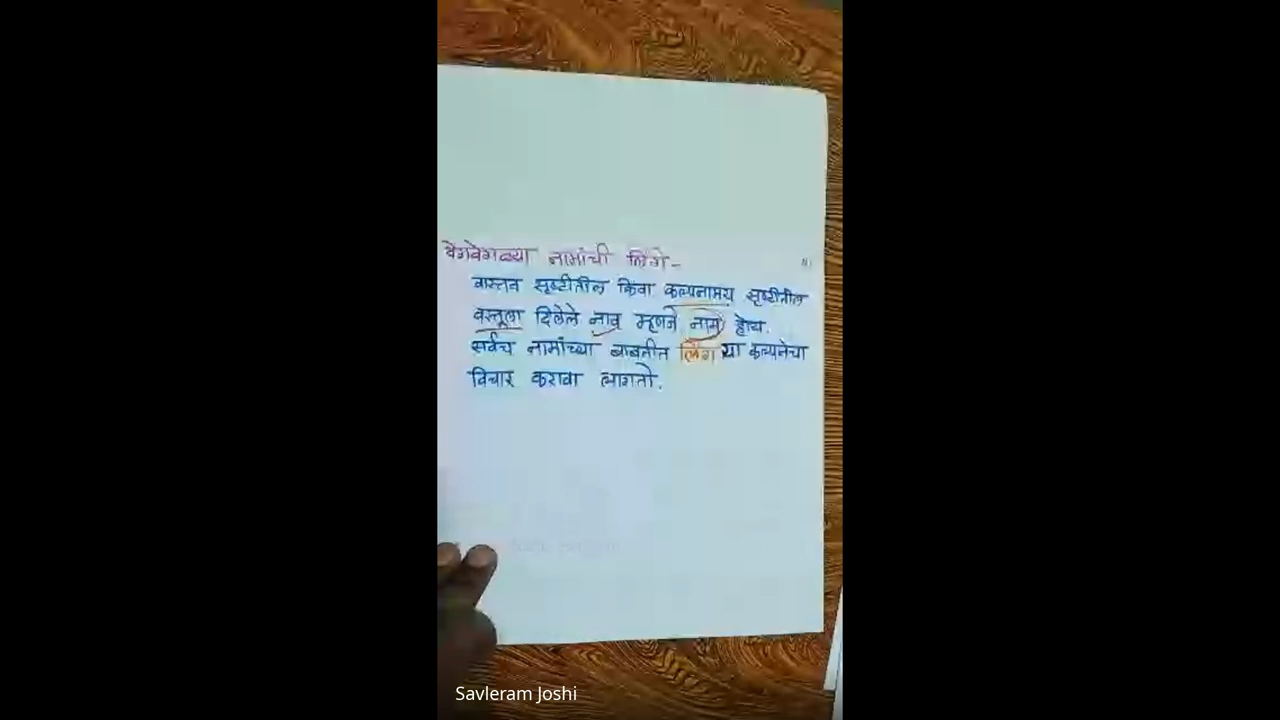 वेगवेगळ्या नामांची लिंगे-
वास्तव सृष्टीतील किंवा कल्पनामय सृष्टीतील
वस्तूला दिलेले नाव म्हणजे नाम होय.
सर्वच नामांच्या बाबतीत लिंग या कल्पनेचा
विचार करावा लागतो.
Savleram Joshi